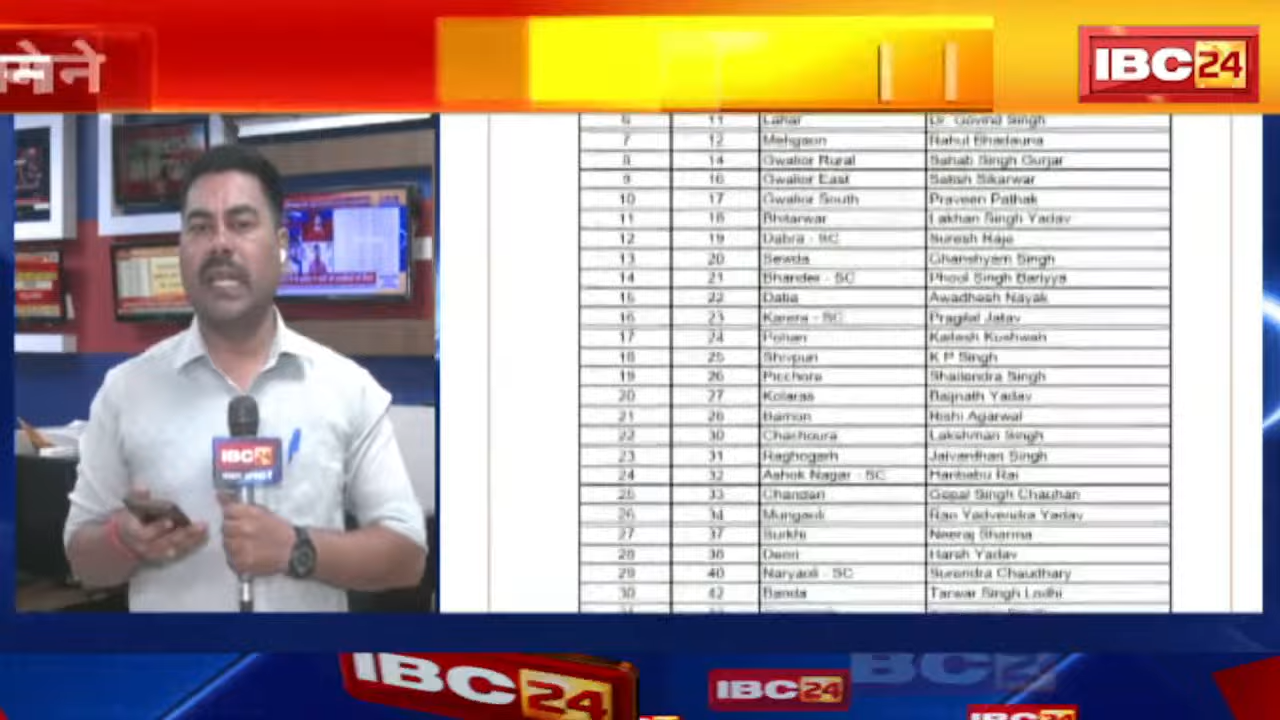 IBC24
6 11 Lahar Dr. Govind Singh
7 12 Mehgaon Rahul Bhadauria
8 14 Gwalior Rural Sahab Singh Gurjar
9 16 Gwalior East Satish Sikarwar
10 17 Gwalior South Praveen Pathak
11 18 Bhitarwar Lakhan Singh Yadav
12 19 Dabra - SC Suresh Raje
13 20 Sewda Ghanshyam Singh
14 21 Bhander - SC Phool Singh Bariyya
15 22 Datia Awadhesh Nayak
16 23 Karera - SC Pragilal Jatav
17 24 Pohari Kailash Kushwah
18 25 Shivpuri K P Singh
19 26 Picchore Shailendra Singh
20 27 Kolaras Baijnath Yadav
21 28 Bamori Rishi Agarwal
22 30 Chachoura Lakshman Singh
23 31 Raghogarh Jaivardhan Singh
24 32 Ashok Nagar - SC Haribabu Rai
25 33 Chanderi Gopal Singh Chauhan
26 34 Mungaoli Rao Yadvendra Yadav
27 37 Surkhi Neeraj Sharma
28 38 Deori Harsh Yadav
29 40 Naryaoli - SC Surendra Chaudhary
30 42 Banda Tarwar Singh Lodhi
IBC24
IBC24
IBC24
IBC24